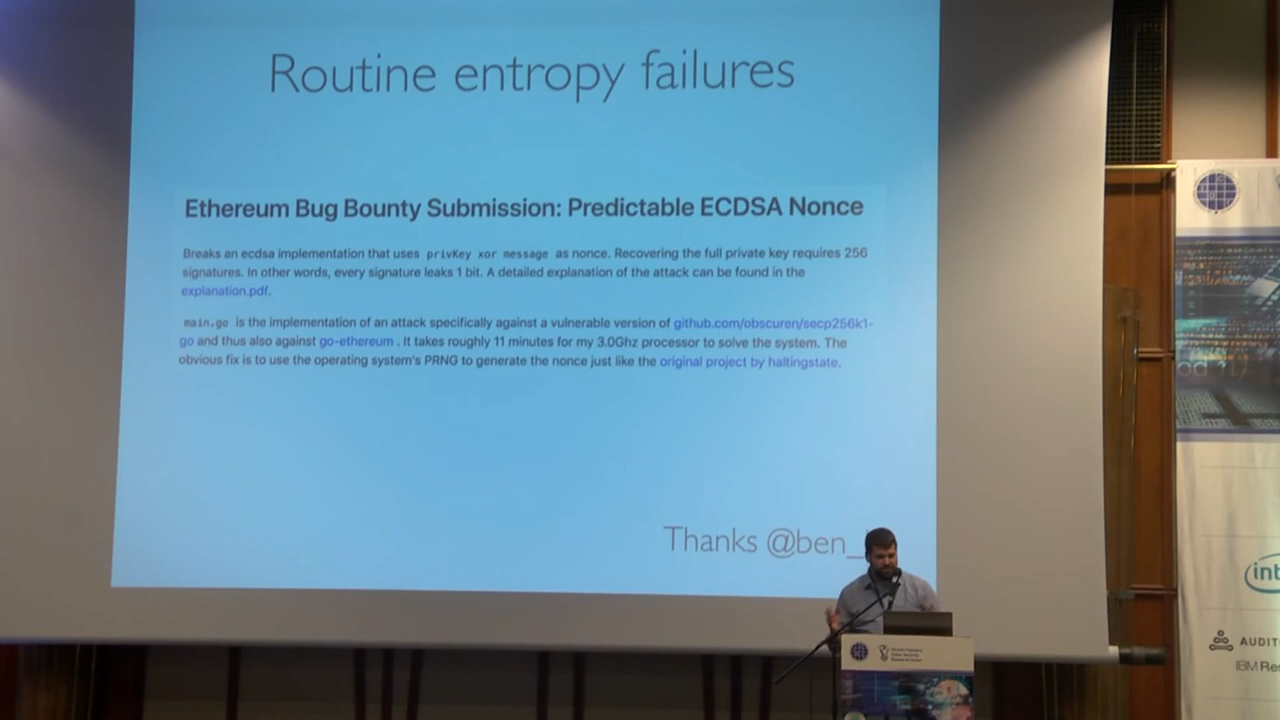 Routine entropy failures
Ethereum Bug Bounty Submission: Predictable ECDSA Nonce
Breaks an ecdsa implementation that uses privKey xor message as nonce. Recovering the full private key requires 256
signatures. In other words, every signature leaks 1 bit. A detailed explanation of the attack can be found in the
explanation.pdf.
main.go is the implementation of an attack specifically against a vulnerable version of github.com/obscuren/secp256k1-
go and thus also against go-ethereum . It takes roughly 11 minutes for my 3.0Ghz processor to solve the system. The
obvious fix is to use the operating system's PRNG to generate the nonce just like the original project by haltingstate.
Thanks @ben_
int
AUDIT
IBM Res